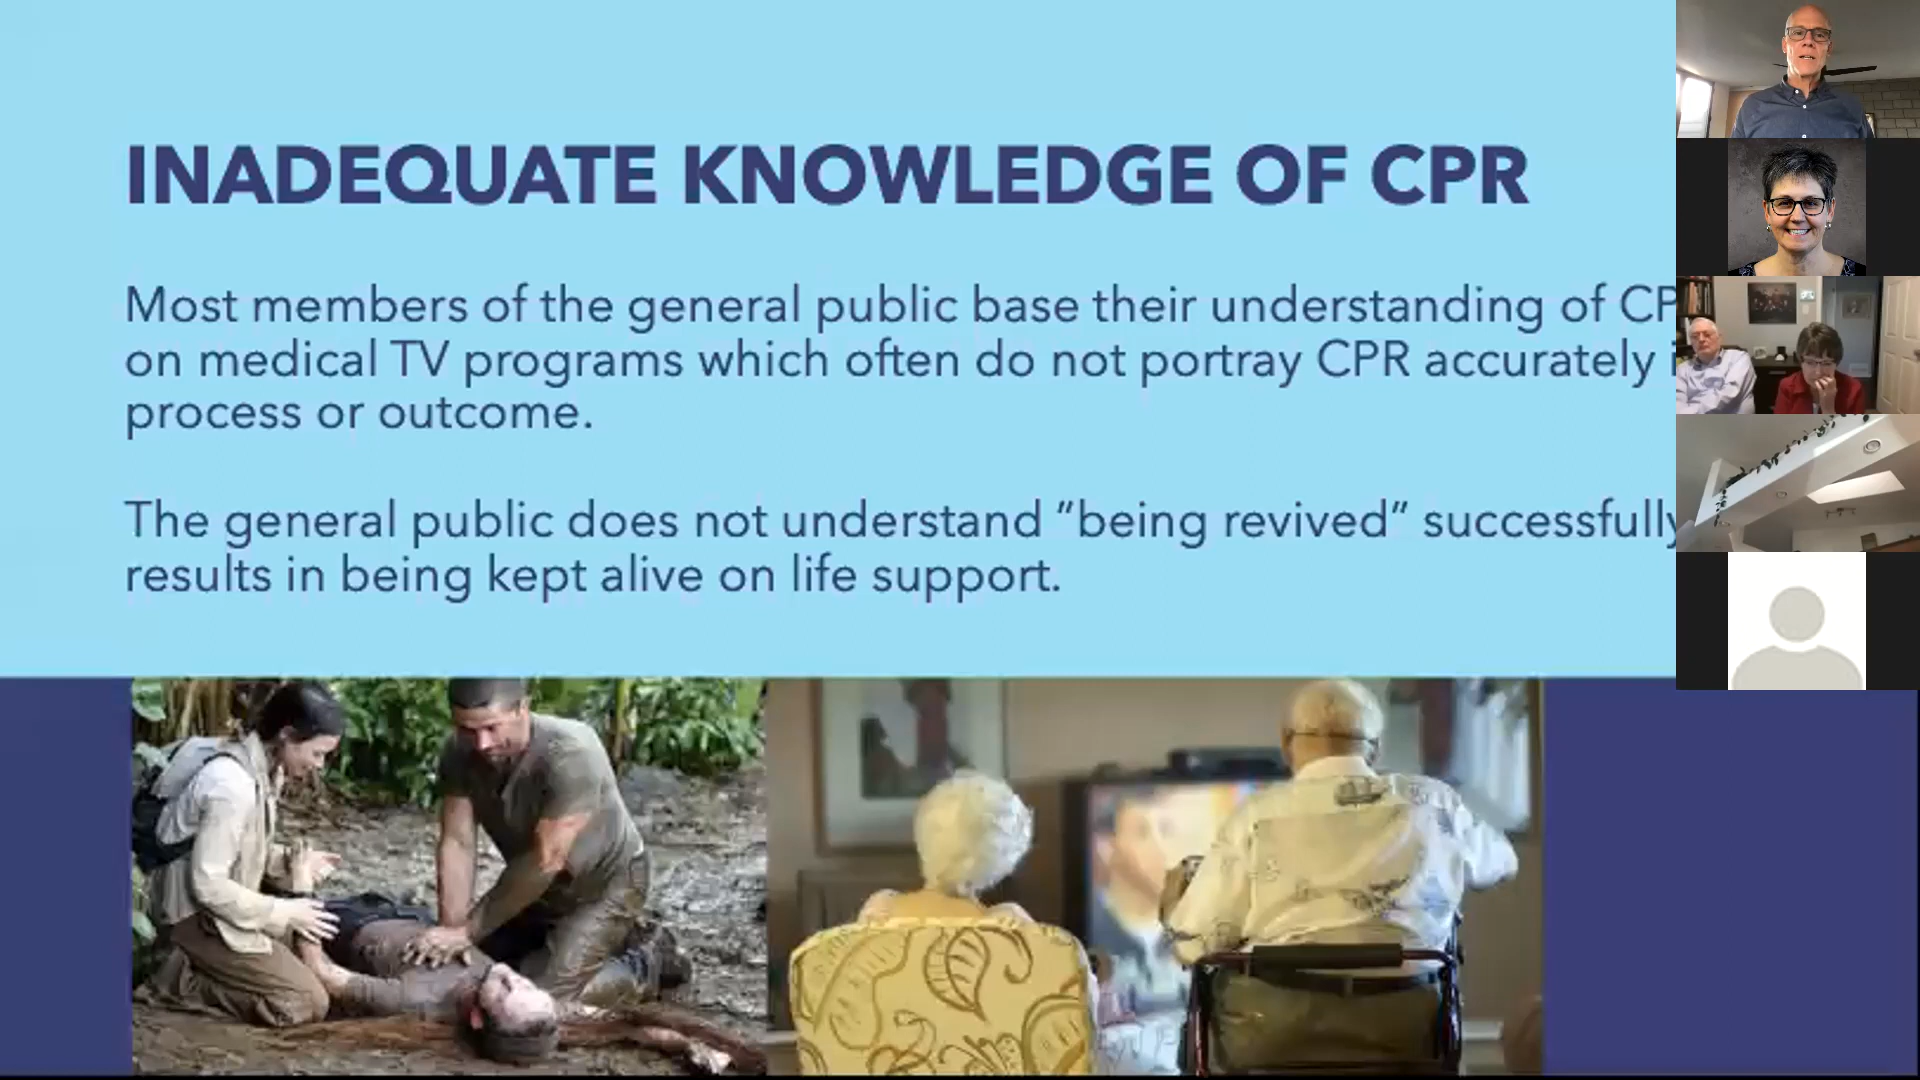 INADEQUATE KNOWLEDGE OF CPR
Most members of the general public base their understanding of
on medical TV programs which often do not portray CPR accurately
process or outcome.
The general public does not understand "being revived" successfully
results in being kept alive on life support.